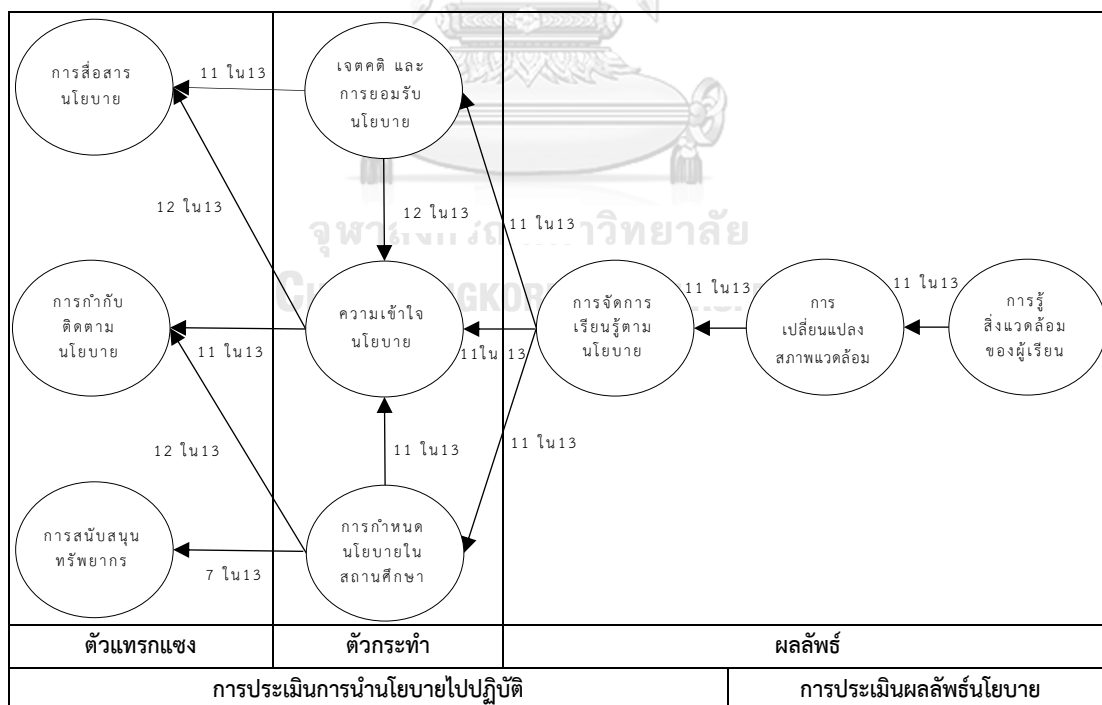 การสื่อสาร
นโยบาย
11 ใน13
เจตคติ และ
การยอมรับ
นโยบาย
12 ใน13
12 ใน13
11 ใน13
จุฬาลงกรณ์มหาวิทยาลัย
การกำกับ
ติดตาม
นโยบาย
11 ใน13
ความเข้าใจ
นโยบาย
11ใน 13
การจัดการ
เรียนรู้ตาม
นโยบาย
11 ใน13
การ
เปลี่ยนแปลง
สภาพแวดล้อม
11 ใน13
การรู้
สิ่งแวดล้อม
ของผู้เรียน
12 ใน13
11 ใน13
11 ใน13
การสนับสนุน
ทรัพยากร
7 ใน13
การกำหนด
นโยบายใน
สถานศึกษา
ตัวแทรกแซง
ตัวกระทำ
ผลลัพธ์
การประเมินการนำนโยบายไปปฏิบัติ
การประเมินผลลัพธ์นโยบาย